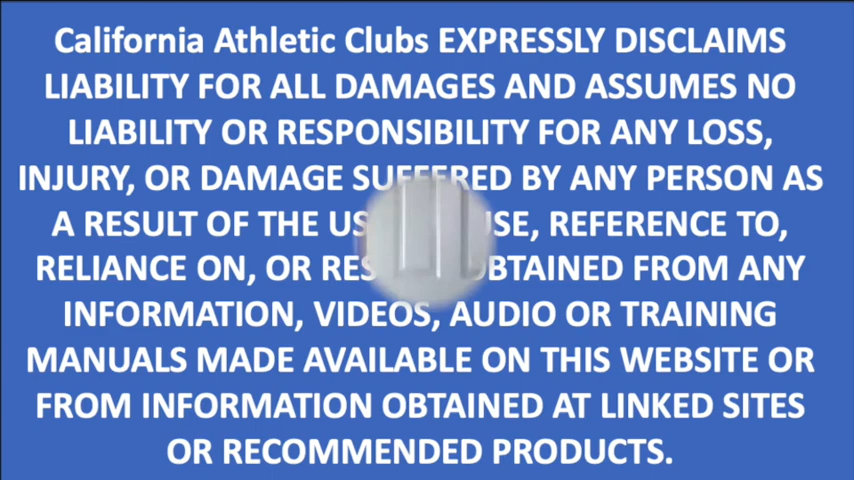 California Athletic Clubs EXPRESSLY DISCLAIMS
LIABILITY FOR ALL DAMAGES AND ASSUMES NO
LIABILITY OR RESPONSIBILITY FOR ANY LOSS,
INJURY, OR DAMAGE SUFFERED BY ANY PERSON AS
A RESULT OF THE REFERENCE TO,
RELIANCE ON, OR OBTAINED FROM ANY
INFORMATION, VIDEOS, AUDIO OR TRAINING
MANUALS MADE AVAILABLE ON THIS WEBSITE OR
FROM INFORMATION OBTAINED AT LINKED SITES
OR RECOMMENDED PRODUCTS.